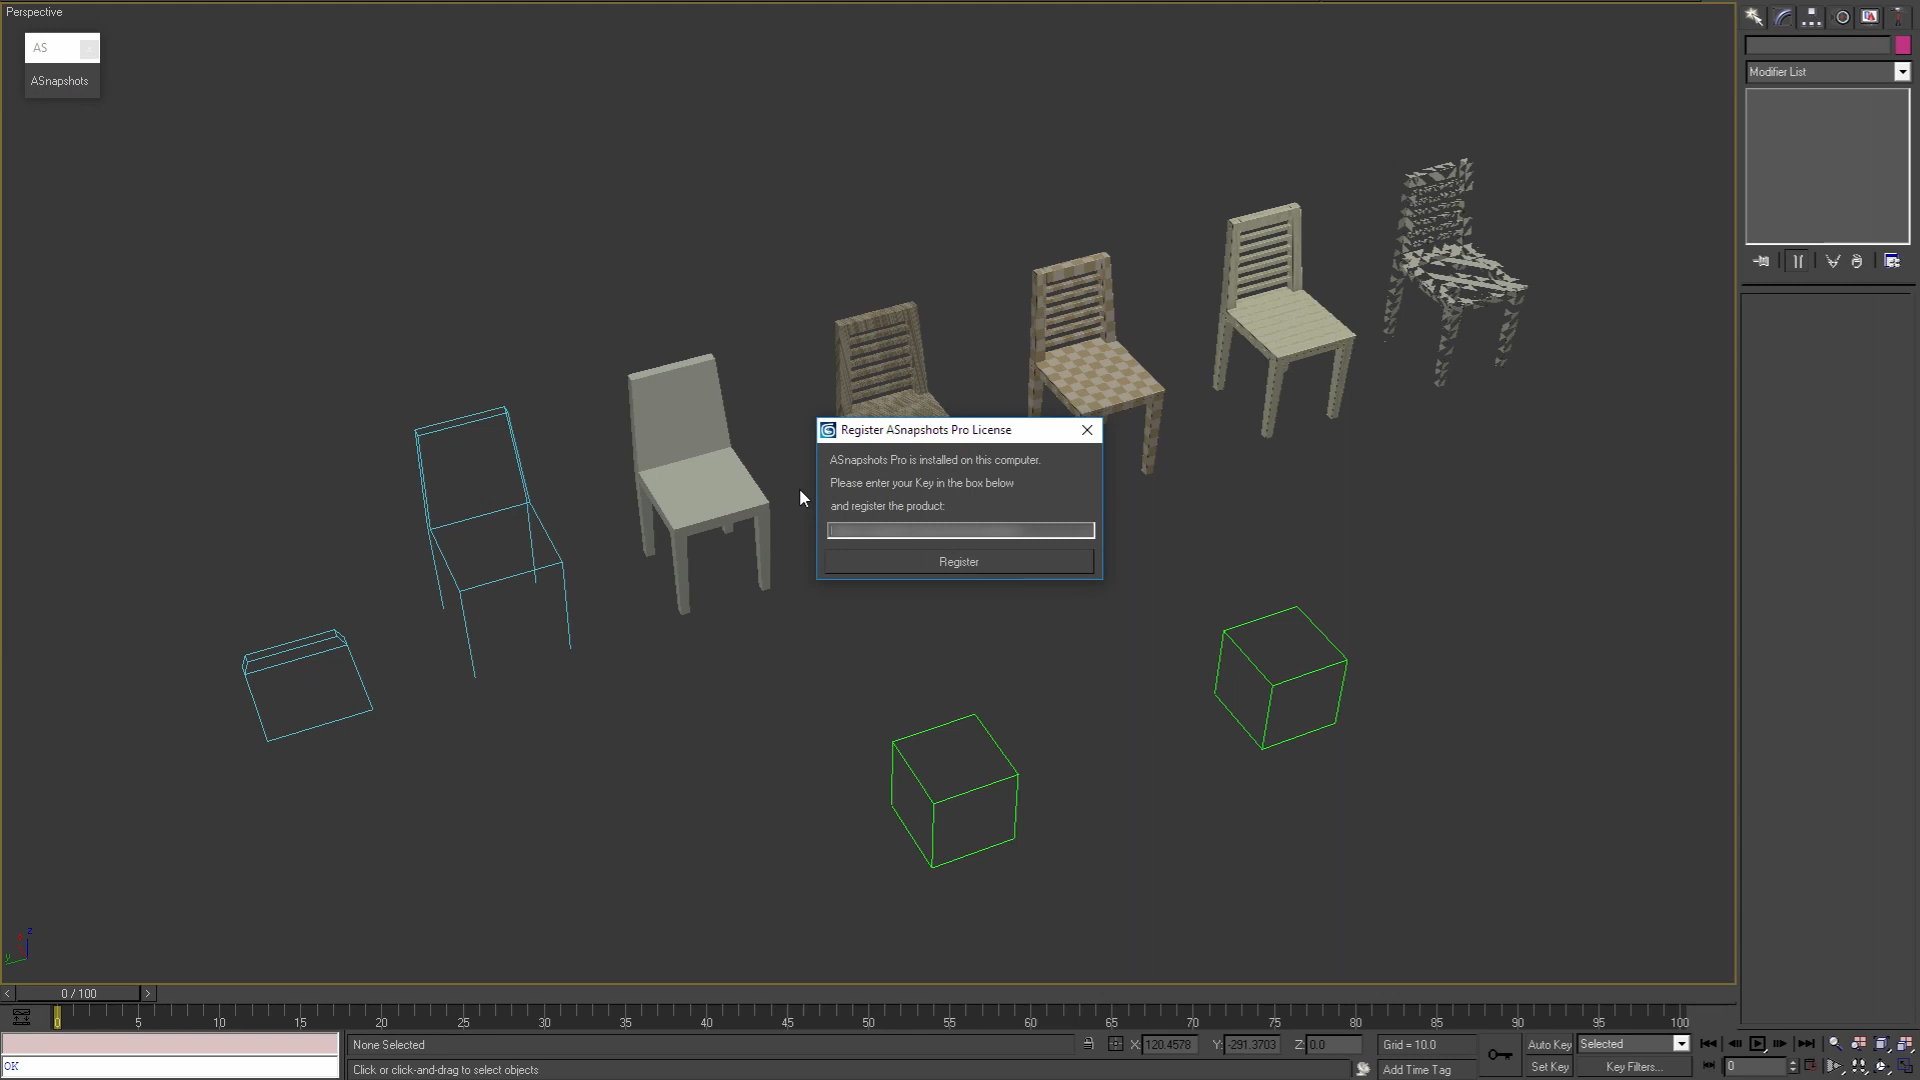 Perspective
AS
ASnapshots
Modifier List
Register ASnapshots Pro License
ASnapshots Pro is installed on this computer.
Please enter your Key in the box below
and register the product:
Register
z
x
y
0 / 100
0 5 10 15 20 25 30 35 40 45 50 55 60 65 70 75 80 85 90 95 100
None Selected
X: 120.4578 Y: -291.3703 Z: 0.0
Grid = 10.0
Auto Key
Selected
OK
Click or click-and-drag to select objects
Add Time Tag
Set Key
Key Filters...
0